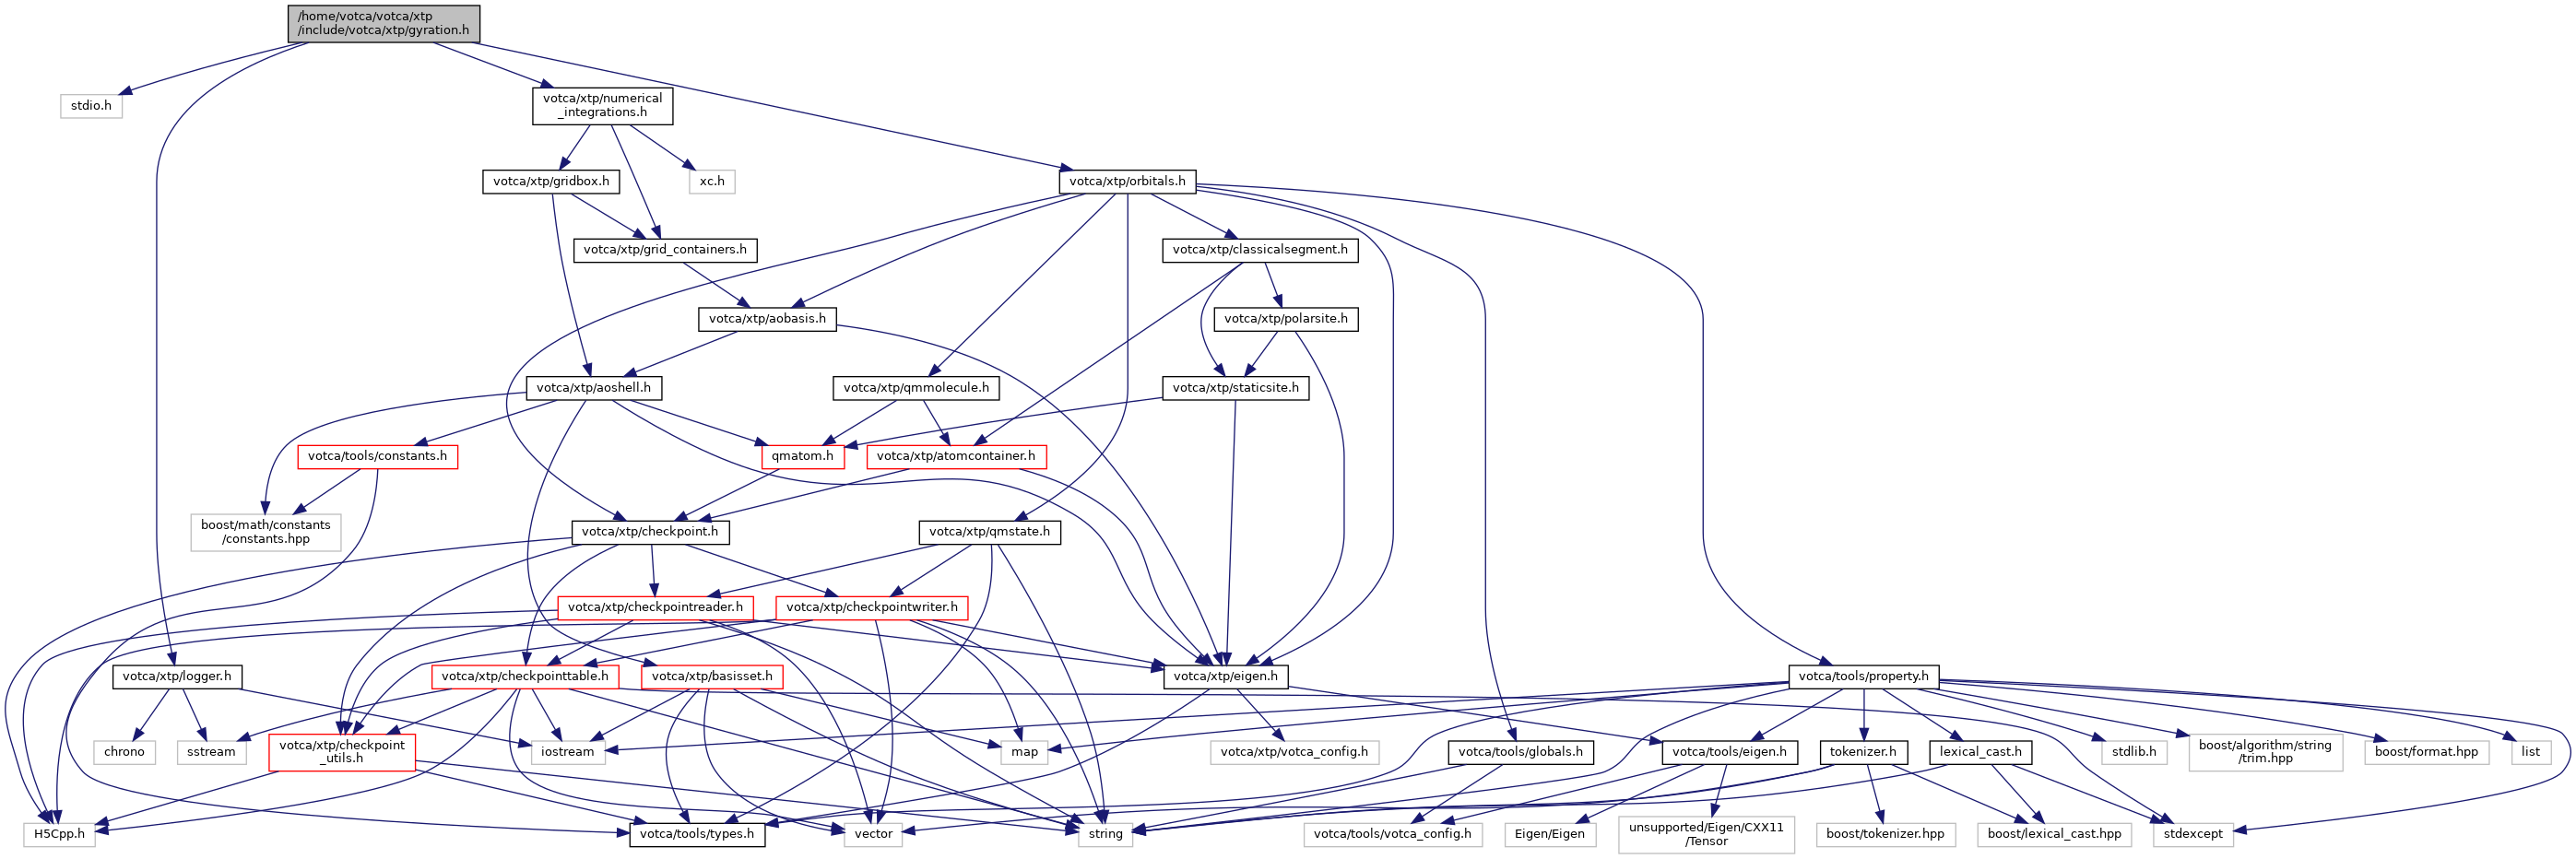 /home/votca/votca/xtp
/include/votca/xtp/gyration.h
stdio.h
votca/xtp/numerical
_integrations.h
votca/xtp/gridbox.h
xc.h
votca/xtp/orbitals.h
votca/xtp/grid_containers.h
votca/xtp/classicalsegment.h
votca/xtp/aobasis.h
votca/xtp/polarsite.h
votca/xtp/aoshell.h
votca/xtp/qmmolecule.h
votca/xtp/staticsite.h
votca/tools/constants.h
qmatom.h
votca/xtp/atomcontainer.h
boost/math/constants
/constants.hpp
votca/xtp/checkpoint.h
votca/xtp/qmstate.h
votca/xtp/checkpointreader.h
votca/xtp/checkpointwriter.h
votca/xtp/logger.h
votca/xtp/checkpointtable.h
votca/xtp/basisset.h
votca/xtp/eigen.h
votca/tools/property.h
chrono
sstream
votca/xtp/checkpoint
_utils.h
iostream
map
votca/xtp/votca_config.h
votca/tools/globals.h
votca/tools/eigen.h
tokenizer.h
lexical_cast.h
stdlib.h
boost/algorithm/string
/trim.hpp
boost/format.hpp
list
H5Cpp.h
votca/tools/types.h
vector
string
votca/tools/votca_config.h
Eigen/Eigen
unsupported/Eigen/CXX11
/Tensor
boost/tokenizer.hpp
boost/lexical_cast.hpp
stdexcept